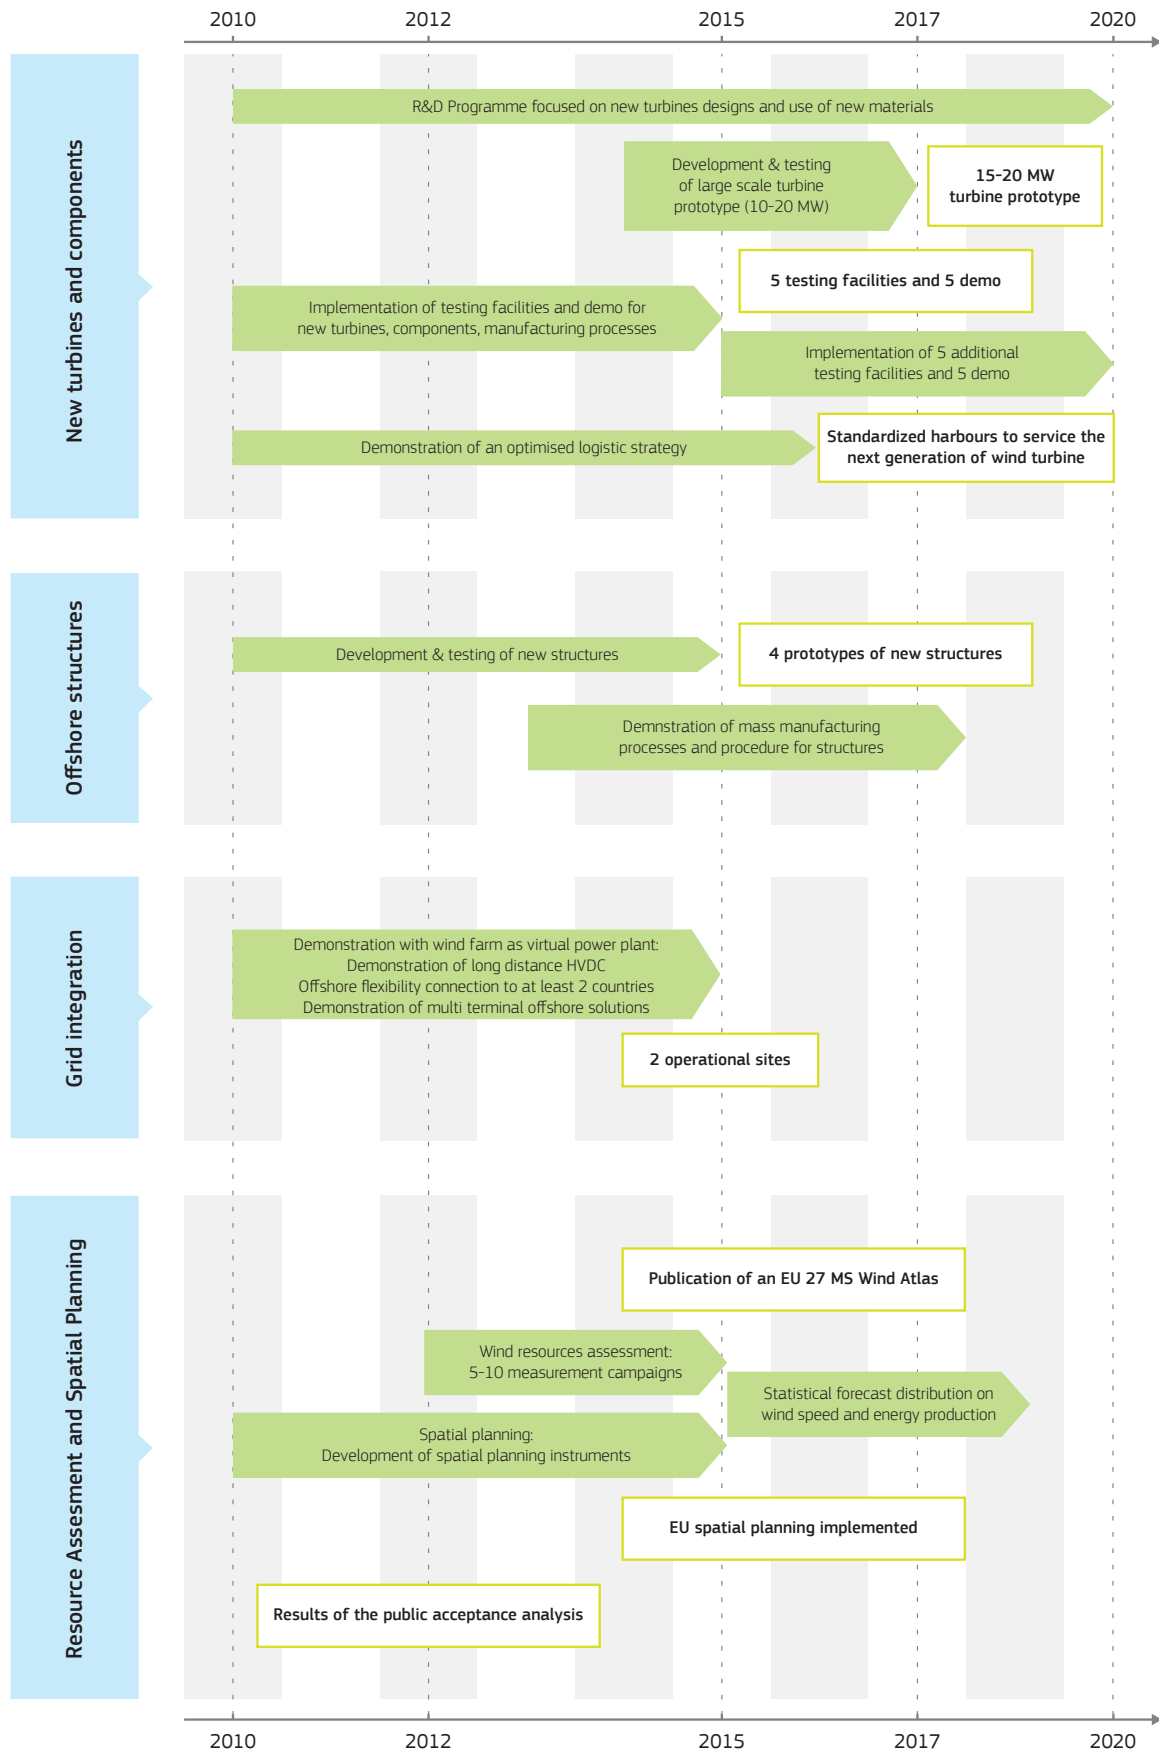 2010 2012 2015 2017 2020
New turbines and components
R&D Programme focused on new turbines designs and use of new materials
Development & testing
of large scale turbine
prototype (10-20 MW)
15-20 MW
turbine prototype
5 testing facilities and 5 demo
Implementation of testing facilities and demo for
new turbines, components, manufacturing processes
Implementation of 5 additional
testing facilities and 5 demo
Demonstration of an optimised logistic strategy
Standardized harbours to service the
next generation of wind turbine
Offshore structures
Development & testing of new structures
4 prototypes of new structures
Demnstration of mass manufacturing
processes and procedure for structures
Grid integration
Demonstration with wind farm as virtual power plant:
Demonstration of long distance HVDC
Offshore flexibility connection to at least 2 countries
Demonstration of multi terminal offshore solutions
2 operational sites
Resource Assesment and Spatial Planning
Publication of an EU 27 MS Wind Atlas
Wind resources assessment:
5-10 measurement campaigns
Statistical forecast distribution on
wind speed and energy production
Spatial planning:
Development of spatial planning instruments
EU spatial planning implemented
Results of the public acceptance analysis
2010 2012 2015 2017 2020